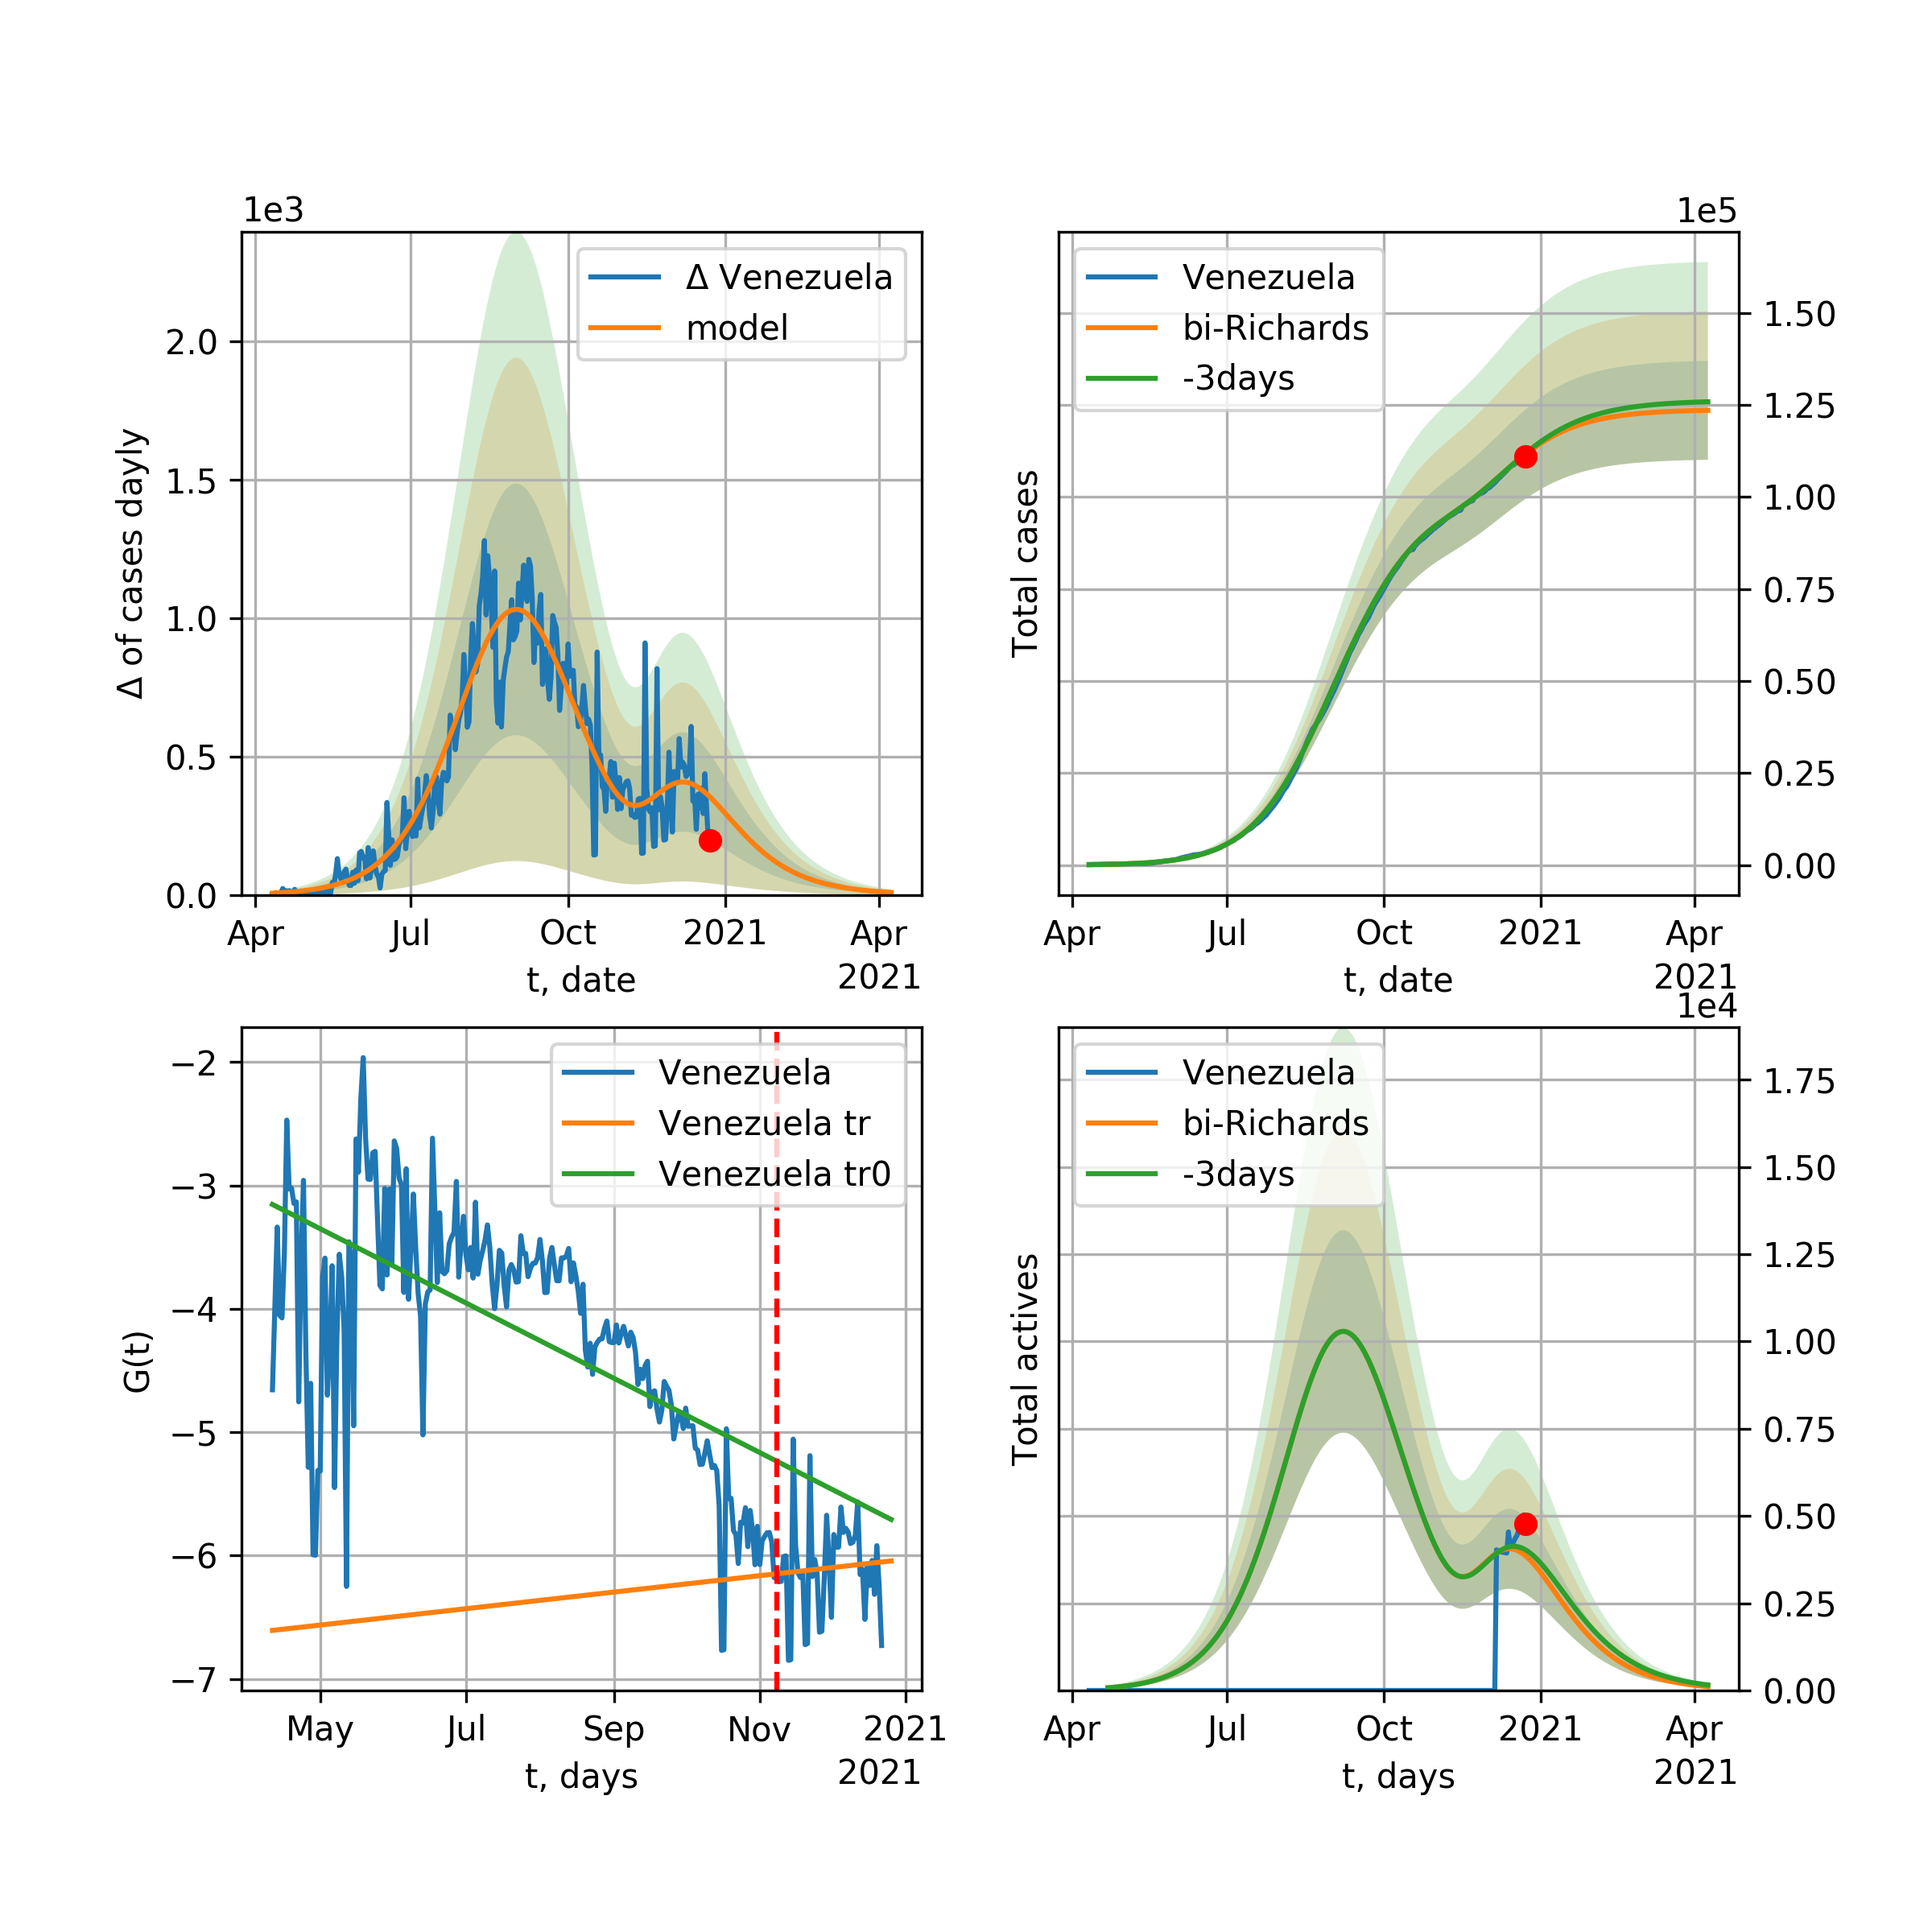 1e3
Δ of cases dayly
2.0
1.5
1.0
0.5
0.0
Δ Venezuela
model
Apr
Jul
Oct
2021
Apr
t, date
2021
1e5
Total cases
Venezuela
bi-Richards
-3days
1.50
1.25
1.00
0.75
0.50
0.25
0.00
Apr
Jul
Oct
2021
Apr
t, date
2021
G(t)
−2
−3
−4
−5
−6
−7
Venezuela
Venezuela tr
Venezuela tr0
May
Jul
Sep
Nov
2021
t, days
2021
1e4
Total actives
Venezuela
bi-Richards
-3days
1.75
1.50
1.25
1.00
0.75
0.50
0.25
0.00
Apr
Jul
Oct
2021
Apr
t, days
2021